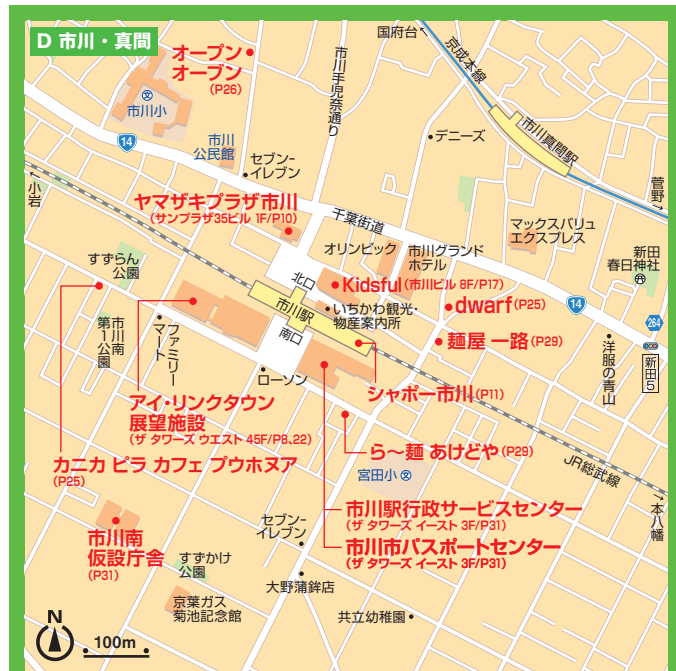 D 市川・真間
オープン
オーブン
(P26)
市川小
14
市川
公民館
セブン-
イレブン
市川手児奈通り
国府台
京成本線
市川真間駅
デニーズ
菅野
小岩
ヤマザキプラザ市川
(サンプラザ35ビル 1F/P10)
千葉街道
オリンピック
市川グランド
ホテル
マックスバリュ
エクスプレス
新田
春日神社
すずらん
公園
北口
市川駅
南口
Kidsful(市川ビル 8F/P17)
いちかわ観光・
物産案内所
dwarf(P25)
14
264
新田5
麺屋 一路(P29)
洋服の青山
市川南
第1公園
ファミリー
マート
ローソン
シャポー市川(P11)
アイ・リンクタウン
展望施設
(ザ タワーズ ウエスト 45F/P8、22)
カニカ ピラ カフェ プウホヌア
(P25)
ら〜麺 あけどや(P29)
宮田小
JR総武線
本八幡
市川駅行政サービスセンター
(ザ タワーズ イースト 3F/P31)
市川市パスポートセンター
(ザ タワーズ イースト 3F/P31)
市川南
仮設庁舎
(P31)
セブン-
イレブン
すずかけ
公園
大野蒲鉾店
京葉ガス
菊池記念館
共立幼稚園
N
100m